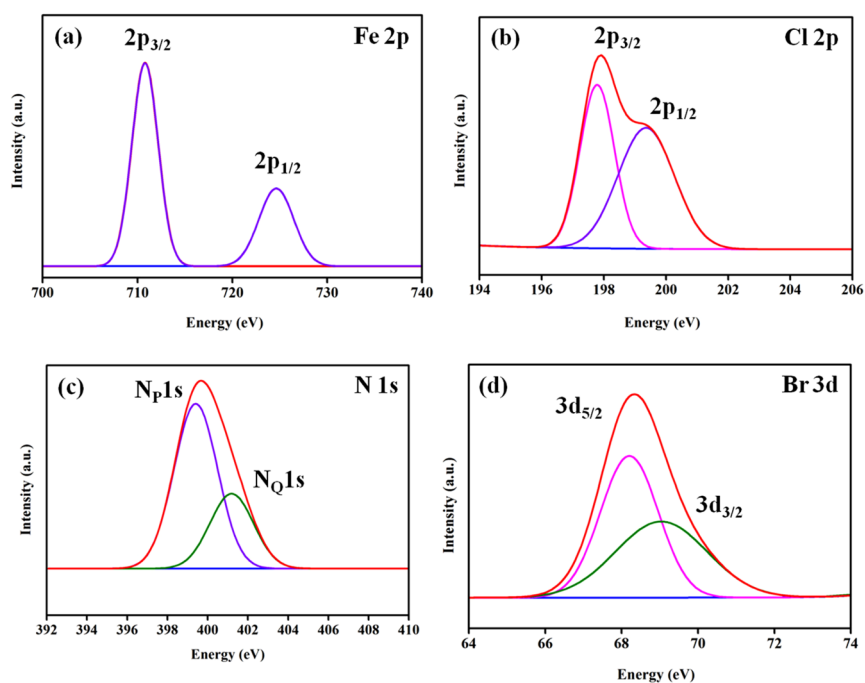 (a) 2p3/2 Fe 2p
2p1/2
Intensity (a.u.)
700 710 720 730 740
Energy (eV)
(b) 2p3/2 Cl 2p
2p1/2
Intensity (a.u.)
194 196 198 200 202 204 206
Energy (eV)
(c) NP1s N 1s
NQ1s
Intensity (a.u.)
392 394 396 398 400 402 404 406 408 410
Energy (eV)
(d) Br 3d
3d5/2
3d3/2
Intensity (a.u.)
64 66 68 70 72 74
Energy (eV)